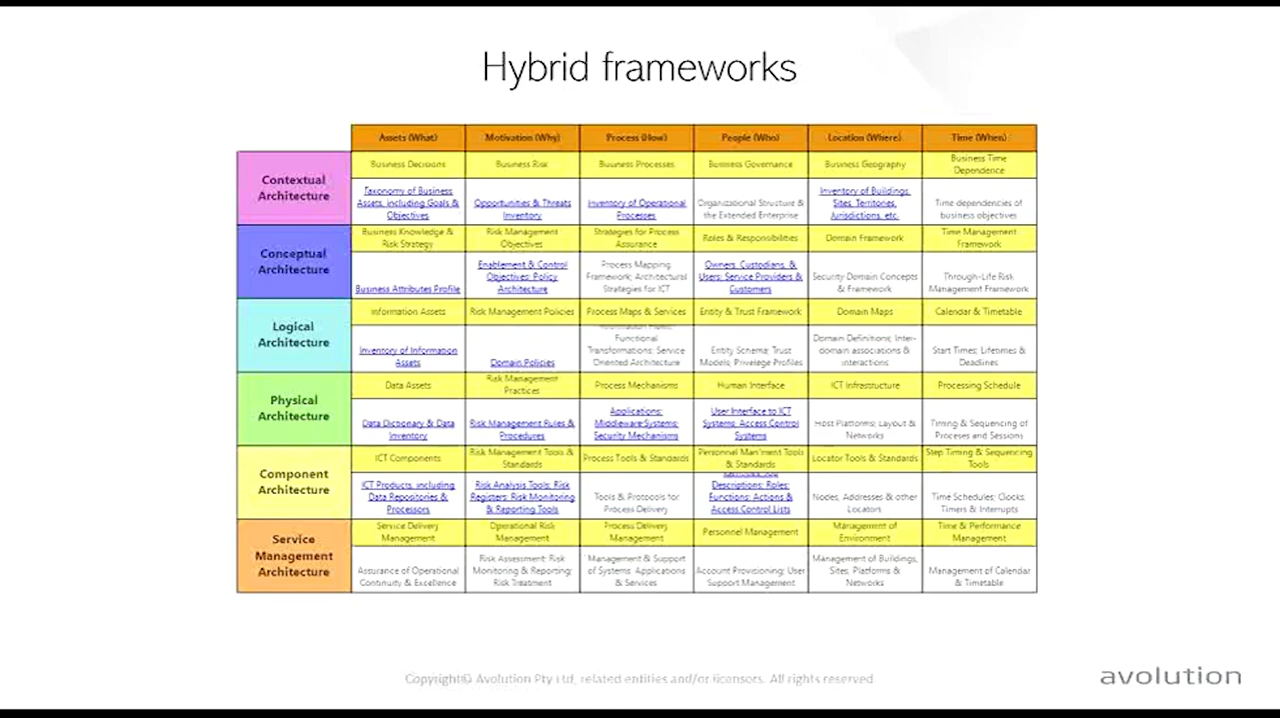 Hybrid frameworks
Assets (What) Motivation (Why) Process (How) People (Who) Location (Where) Time (When)
Contextual Architecture
Business Decisions Business Risk Business Processes Business Governance Business Geography Business Time Dependence
Taxonomy of Business Assets, including Goals & Objectives Opportunities & Threats Inventory Inventory of Operational Processes Organizational Structure & the Extended Enterprise Inventory of Buildings, Sites, Territories, Jurisdictions, etc. Time dependencies of business objectives
Conceptual Architecture
Business Knowledge & Risk Strategy Risk Management Objectives Strategies for Process Assurance Roles & Responsibilities Domain Framework Time Management Framework
Business Attributes Profile Enablement & Control Objectives; Policy Architecture Process Mapping Framework; Architectural Strategies for ICT Owners, Custodians, & Users; Service Providers & Customers Security Domain Concepts & Framework Through-Life Risk Management Framework
Logical Architecture
Information Assets Risk Management Policies Process Maps & Services Entity & Trust Framework Domain Maps Calendar & Timetable
Inventory of Information Assets Domain Policies Functional Transformations; Service Oriented Architecture Entity Schema; Trust Models; Privelege Profiles Domain Definitions; Inter-domain associations & interactions Start Times; Lifetimes & Deadlines
Physical Architecture
Data Assets Risk Management Practices Process Mechanisms Human Interface ICT Infrastructure Processing Schedule
Data Dictionary & Data Inventory Risk Management Rules & Procedures Applications; Middleware Systems; Security Mechanisms User Interface to ICT Systems; Access Control Systems Host Platforms; Layout & Networks Timing & Sequencing of Proceses and Sessions
Component Architecture
ICT Components Risk Management Tools & Standards Process Tools & Standards Personnel Man'ment Tools & Standards Locator Tools & Standards Step Timing & Sequencing Tools
ICT Products, including Data Repositories & Processors Risk Analysis Tools; Risk Registers; Risk Monitoring & Reporting Tools Tools & Protocols for Process Delivery Descriptions; Roles; Functions; Actions & Access Control Lists Nodes, Addresses & other Locators Time Schedules; Clocks, Timers & Interrupts
Service Management Architecture
Service Delivery Management Operational Risk Management Process Delivery Management Personnel Management Management of Environment Time & Performance Management
Assurance of Operational Continuity & Excellence Risk Assessment; Risk Monitoring & Reporting; Risk Treatment Management & Support of Systems, Applications & Services Account Provisioning; User Support Management Management of Buildings, Sites, Platforms & Networks Management of Calendar & Timetable
Copyright© Avolution Pty Ltd, related entities and/or licensors. All rights reserved
avolution